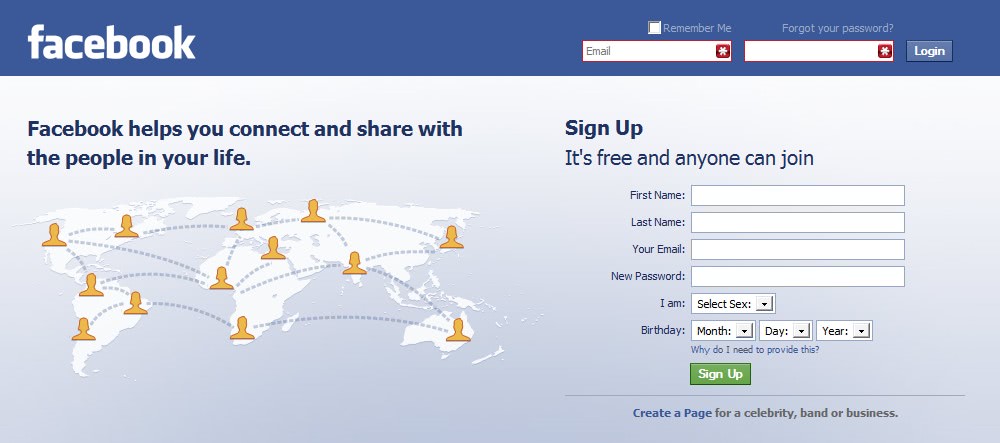 facebook
Remember Me
Forgot your password?
Email
Login
Facebook helps you connect and share with
the people in your life.
Sign Up
It's free and anyone can join
First Name:
Last Name:
Your Email:
New Password:
I am: Select Sex:
Birthday: Month: Day: Year:
Why do I need to provide this?
Sign Up
Create a Page for a celebrity, band or business.